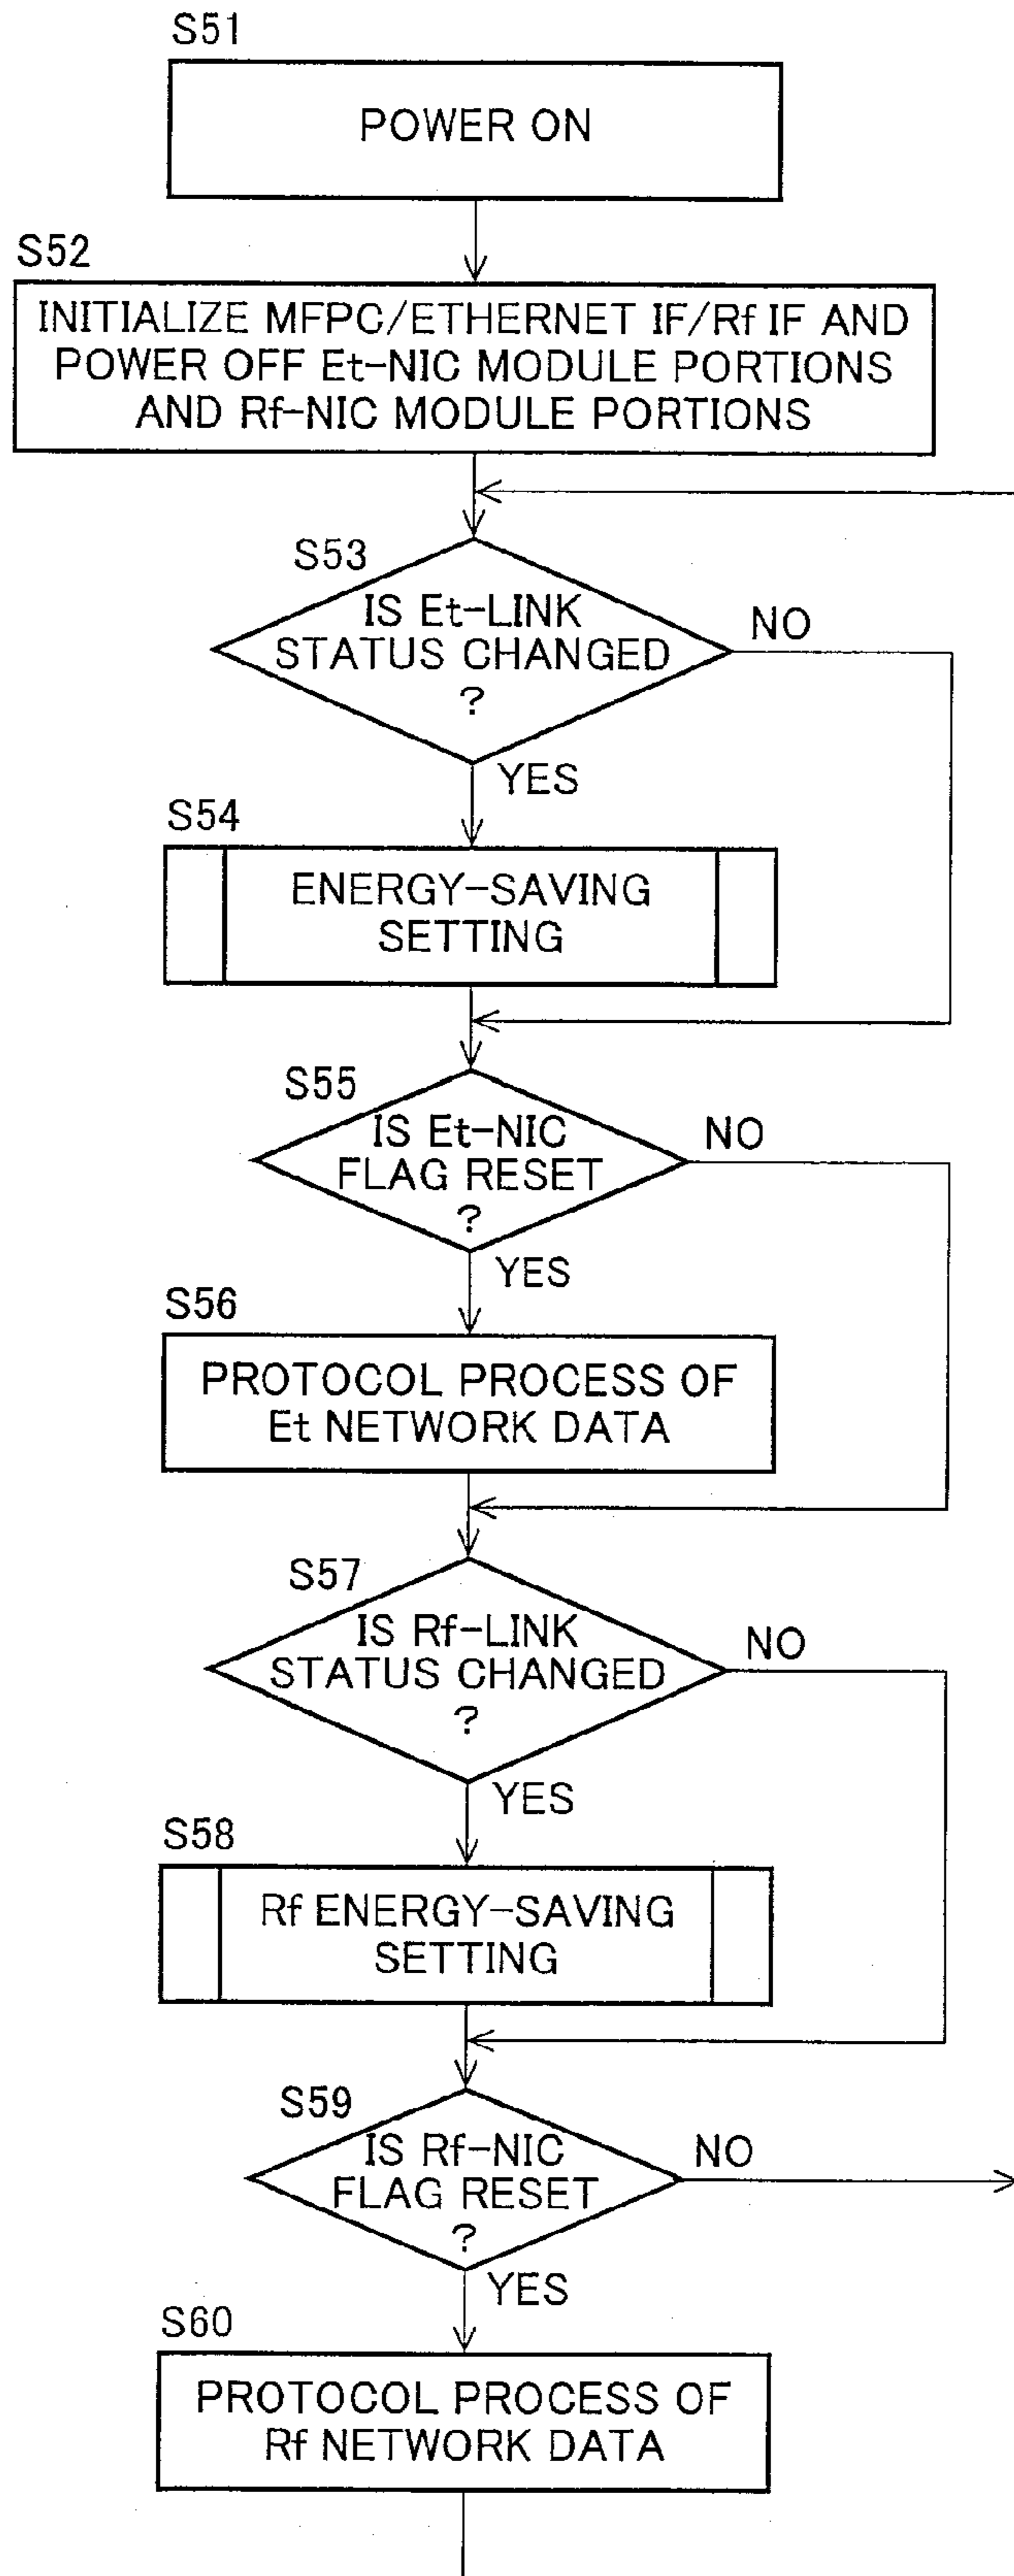 S51
POWER ON
S52
INITIALIZE MFPC/ETHERNET IF/Rf IF AND
POWER OFF Et-NIC MODULE PORTIONS
AND Rf-NIC MODULE PORTIONS
S53
IS Et-LINK
STATUS CHANGED
?
NO
YES
S54
ENERGY-SAVING
SETTING
S55
IS Et-NIC
FLAG RESET
?
NO
YES
S56
PROTOCOL PROCESS OF
Et NETWORK DATA
S57
IS Rf-LINK
STATUS CHANGED
?
NO
YES
S58
Rf ENERGY-SAVING
SETTING
S59
IS Rf-NIC
FLAG RESET
?
NO
YES
S60
PROTOCOL PROCESS OF
Rf NETWORK DATA